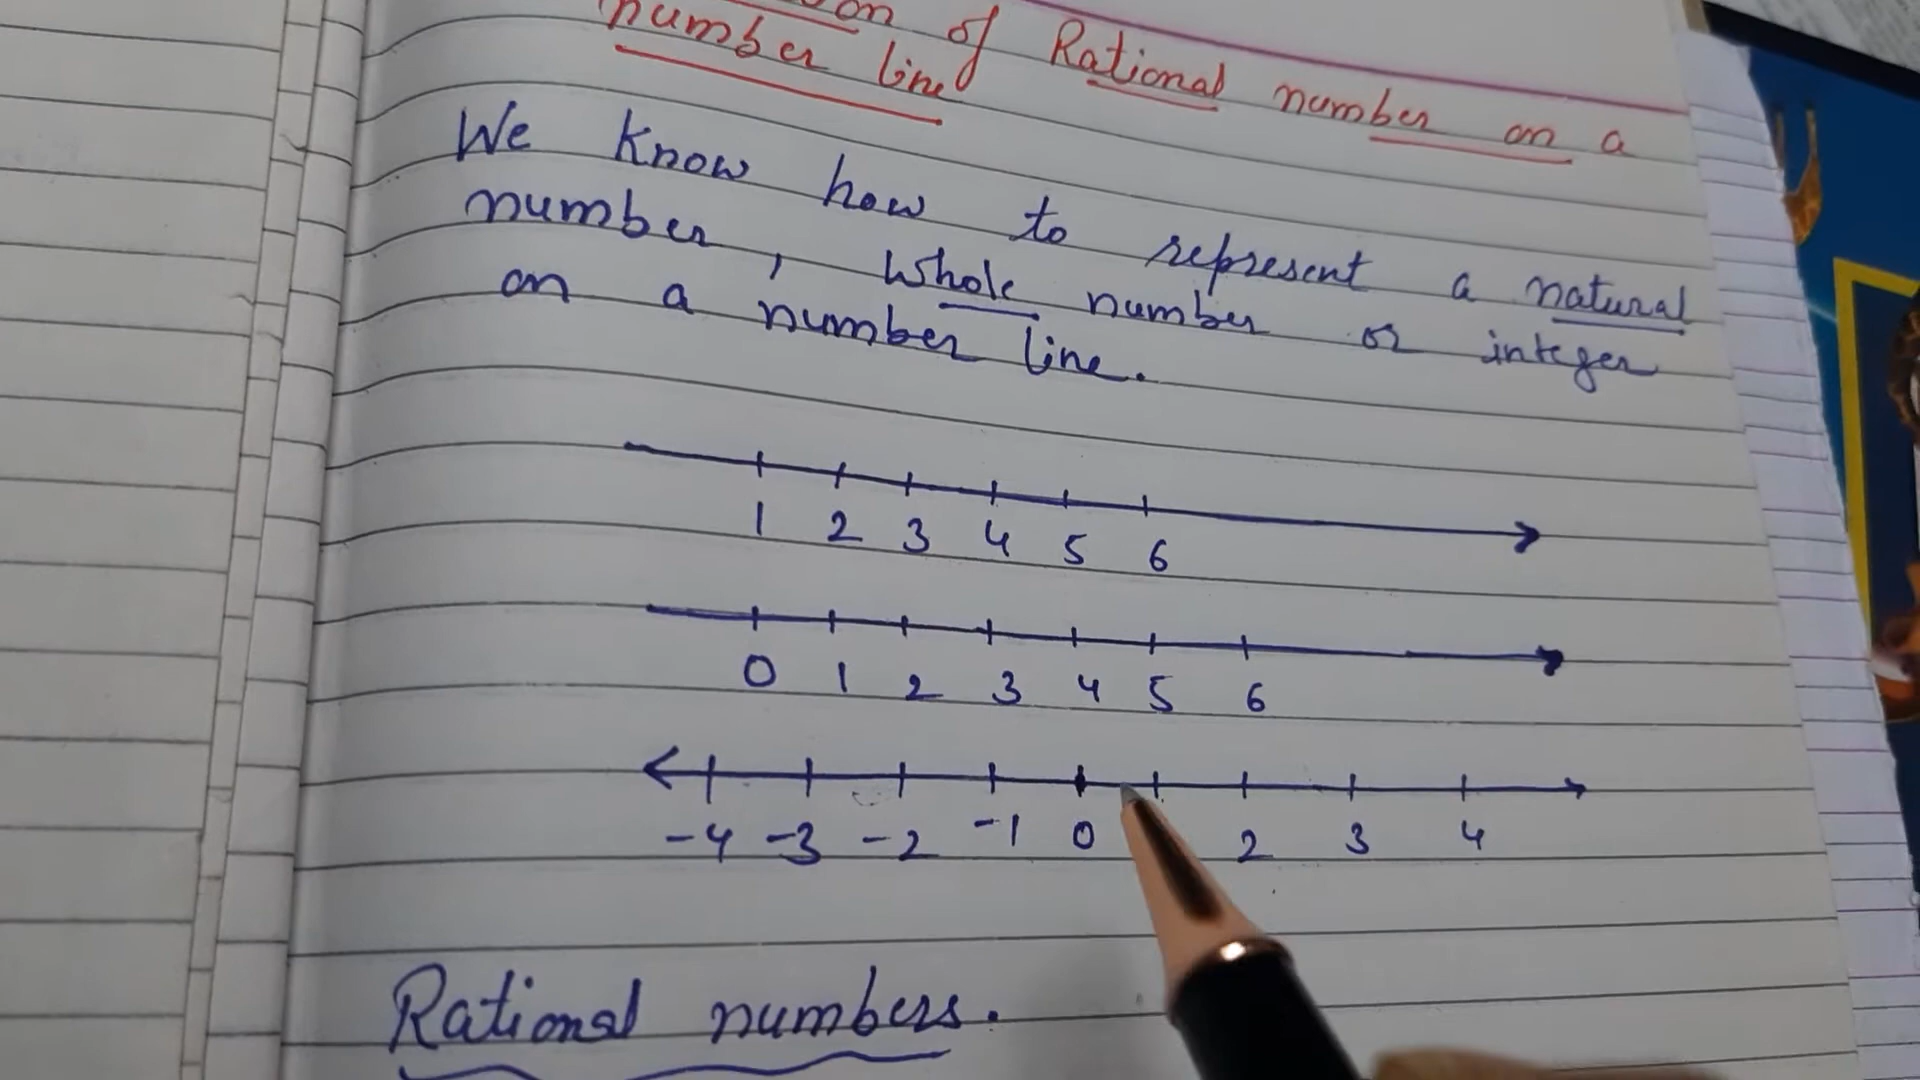 of Rational number on a
number line
We know how to represent a natural
number, whole number or integer
on a number line.
1 2 3 4 5 6
0 1 2 3 4 5 6
-4 -3 -2 -1 0 2 3 4
Rational numbers.